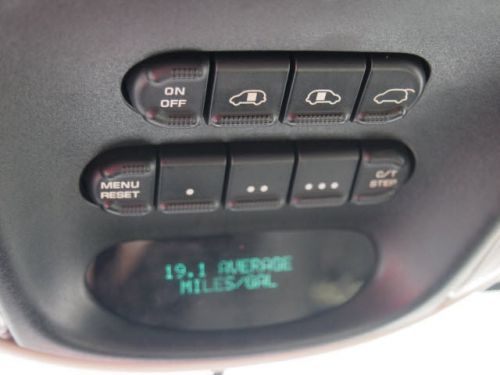 ON
OFF
MENU
RESET
C/T
STEP
19.1 AVERAGE
MILES/GAL